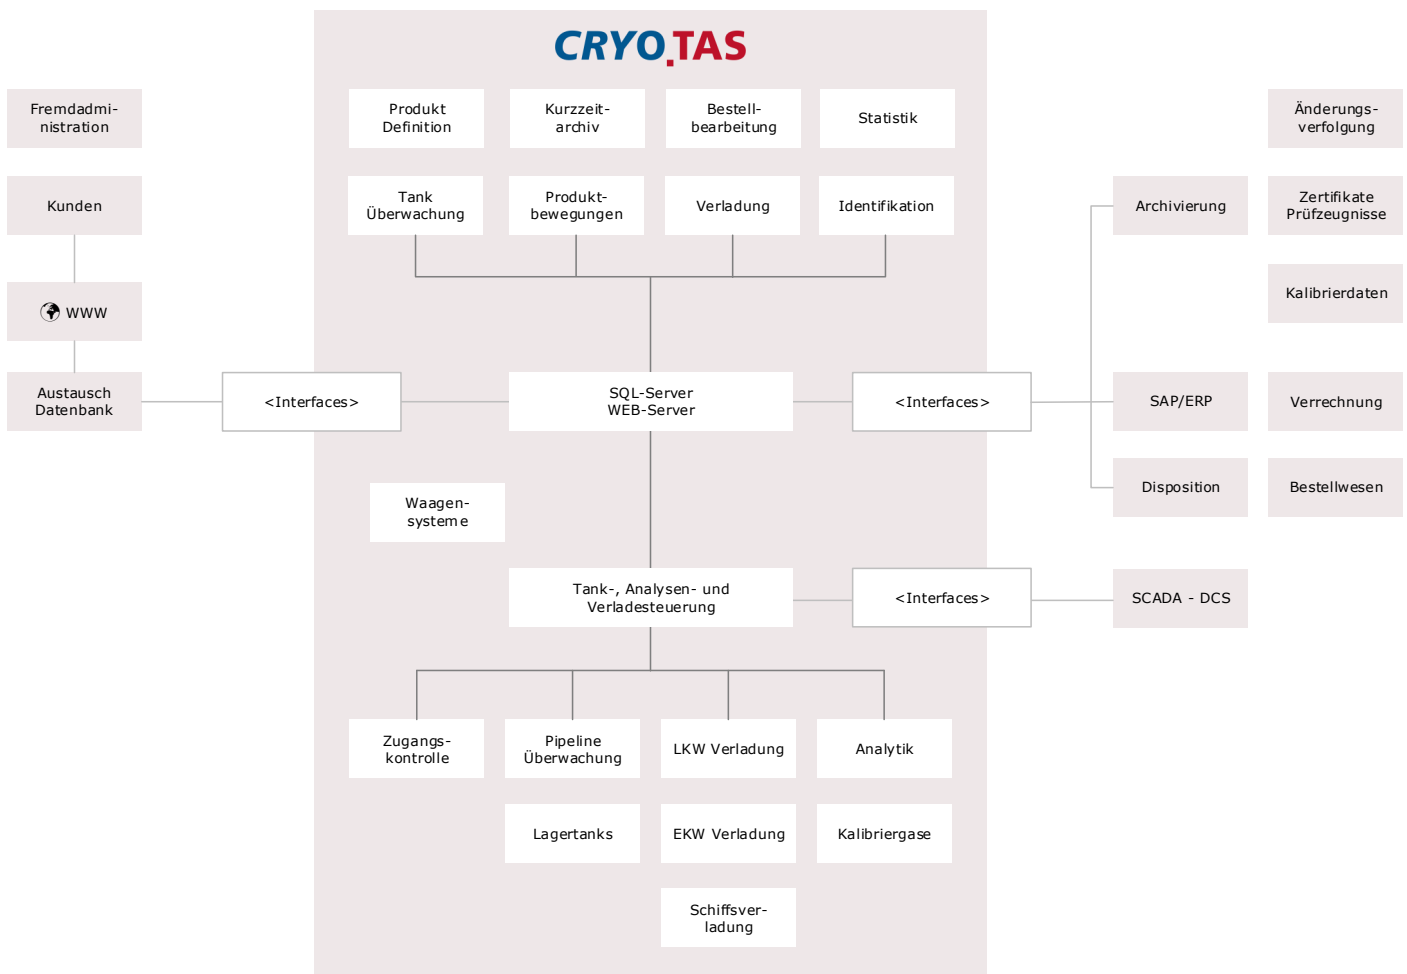 CRYO.TAS
Fremdadmi-
nistration
Produkt
Definition
Kurzzeit-
archiv
Bestell-
bearbeitung
Statistik
Änderungs-
verfolgung
Kunden
Tank
Überwachung
Produkt-
bewegungen
Verladung
Identifikation
Archivierung
Zertifikate
Prüfzeugnisse
WWW
Kalibrierdaten
Austausch
Datenbank
<Interfaces>
SQL-Server
WEB-Server
<Interfaces>
SAP/ERP
Verrechnung
Waagen-
systeme
Disposition
Bestellwesen
Tank-, Analysen- und
Verladesteuerung
<Interfaces>
SCADA - DCS
Zugangs-
kontrolle
Pipeline
Überwachung
LKW Verladung
Analytik
Lagertanks
EKW Verladung
Kalibriergase
Schiffsver-
ladung